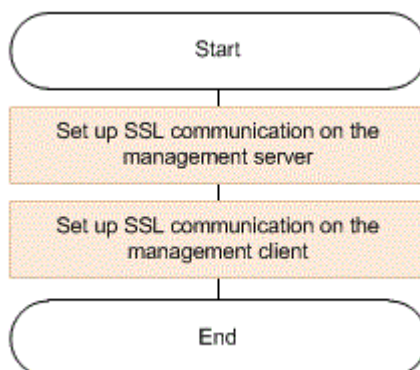 Start
Set up SSL communication on the
management server
Set up SSL communication on the
management client
End